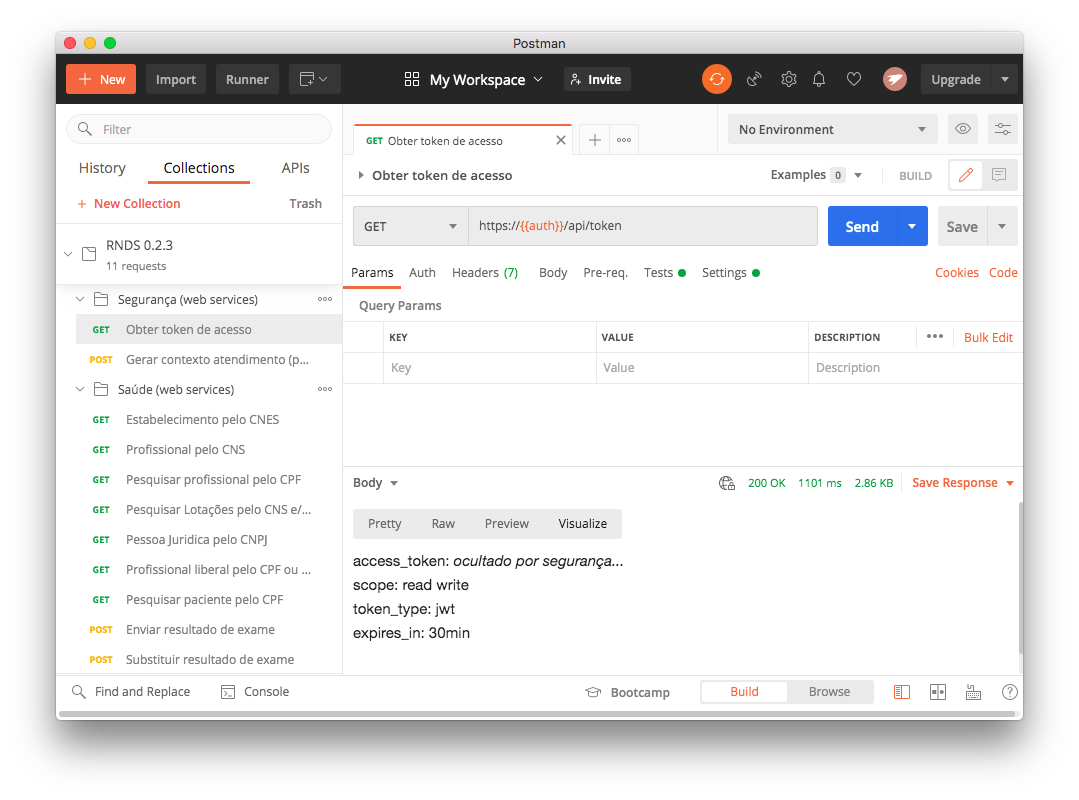 Postman
New
Import
Runner
My Workspace
Invite
Upgrade
Filter
History
Collections
APIs
+ New Collection
Trash
RNDS 0.2.3
11 requests
Segurança (web services)
GET Obter token de acesso
POST Gerar contexto atendimento (p...
Saúde (web services)
GET Estabelecimento pelo CNES
GET Profissional pelo CNS
GET Pesquisar profissional pelo CPF
GET Pesquisar Lotações pelo CNS e/...
GET Pessoa Juridica pelo CNPJ
GET Profissional liberal pelo CPF ou ...
GET Pesquisar paciente pelo CPF
POST Enviar resultado de exame
POST Substituir resultado de exame
GET Obter token de acesso
No Environment
Obter token de acesso
Examples 0
BUILD
GET
https://{{auth}}/api/token
Send
Save
Params
Auth
Headers (7)
Body
Pre-req.
Tests
Settings
Cookies
Code
Query Params
KEY
VALUE
DESCRIPTION
Bulk Edit
Key
Value
Description
Body
200 OK
1101 ms
2.86 KB
Save Response
Pretty
Raw
Preview
Visualize
access_token: ocultado por segurança...
scope: read write
token_type: jwt
expires_in: 30min
Find and Replace
Console
Bootcamp
Build
Browse